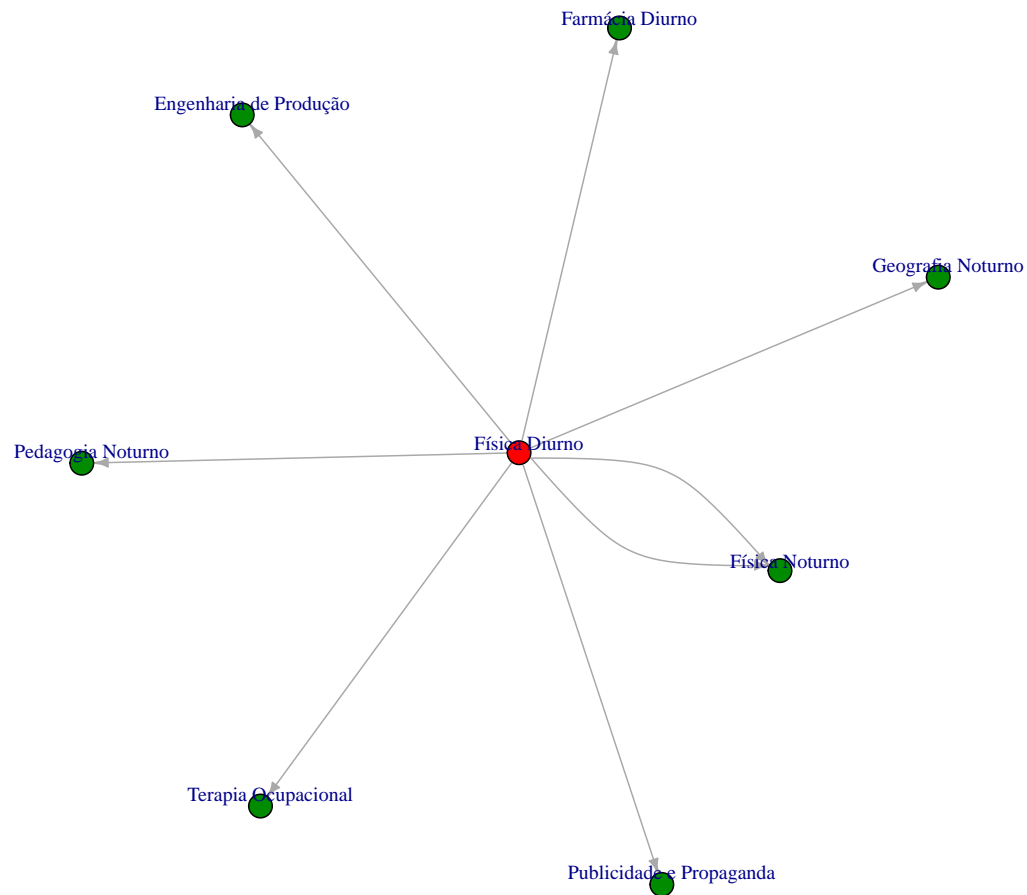 Farmácia Diurno
Engenharia de Produção
Geografia Noturno
Física Diurno
Pedagogia Noturno
Física Noturno
Terapia Ocupacional
Publicidade e Propaganda